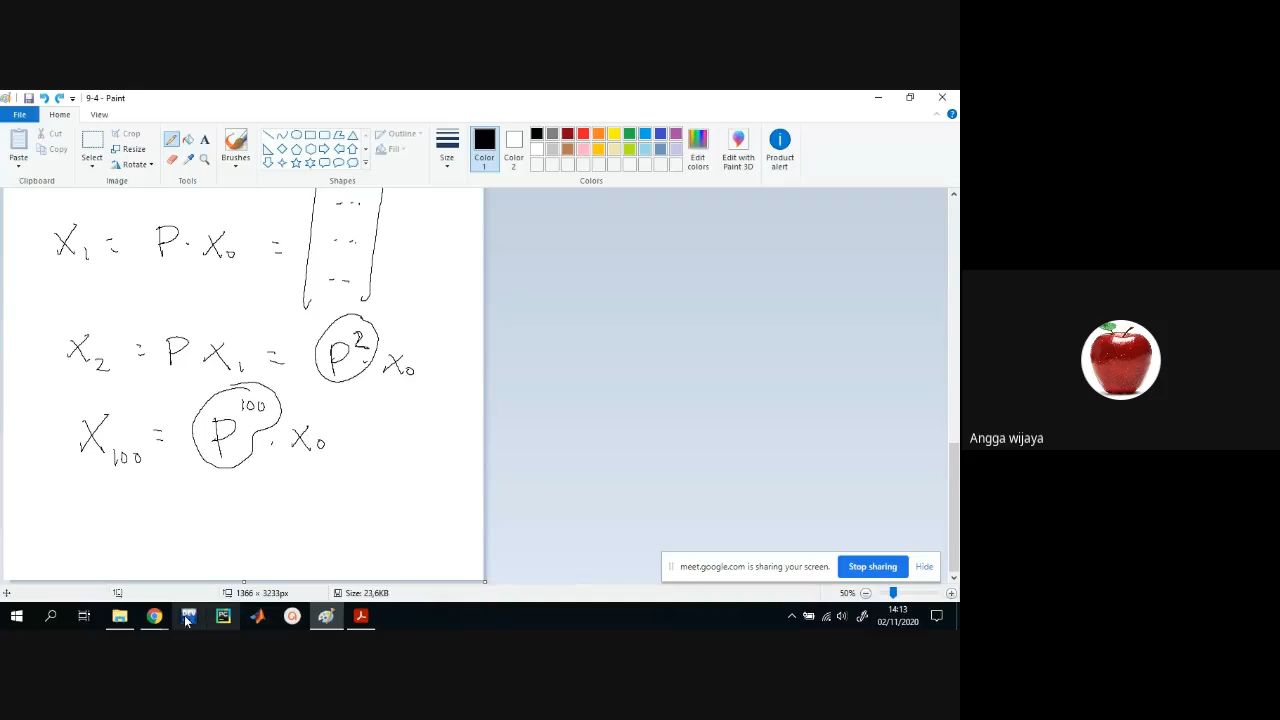 9-4 - Paint
File Home View
Paste Cut Copy Clipboard
Select Crop Resize Rotate Image
Tools
Brushes
Shapes Outline Fill
Size
Color 1 Color 2
Edit colors
Colors
Edit with Paint 3D
Product alert
X₁ = P · X₀ =
X₂ = P X₁ = P² · X₀
X₁₀₀ = P¹⁰⁰ · X₀
meet.google.com is sharing your screen. Stop sharing Hide
1366 × 3233px Size: 23,6KB 50%
DEV PC
14:13
02/11/2020
Angga wijaya